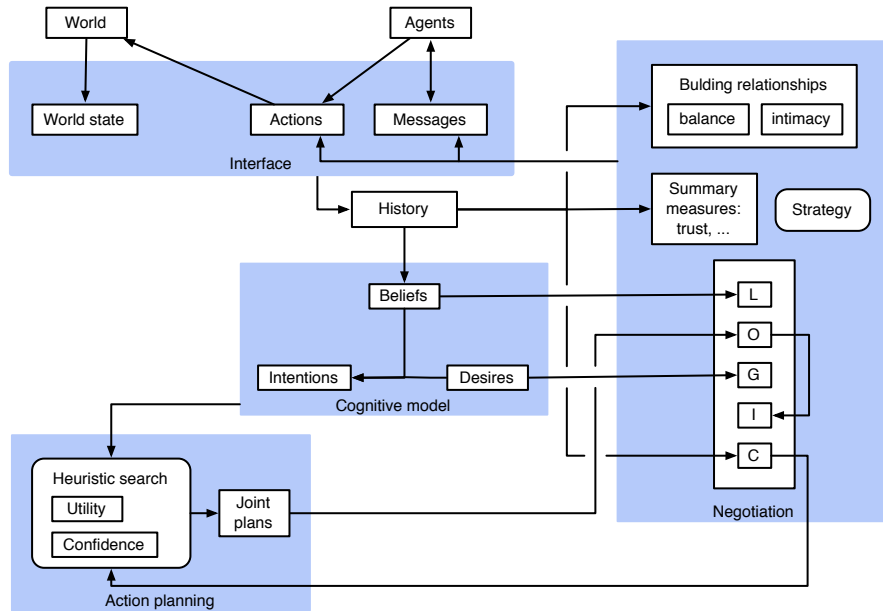 World
Agents
World state
Actions
Messages
Interface
Bulding relationships
balance
intimacy
History
Summary
measures:
trust, ...
Strategy
Beliefs
L
O
Intentions
Desires
G
Cognitive model
I
C
Heuristic search
Utility
Confidence
Joint
plans
Negotiation
Action planning